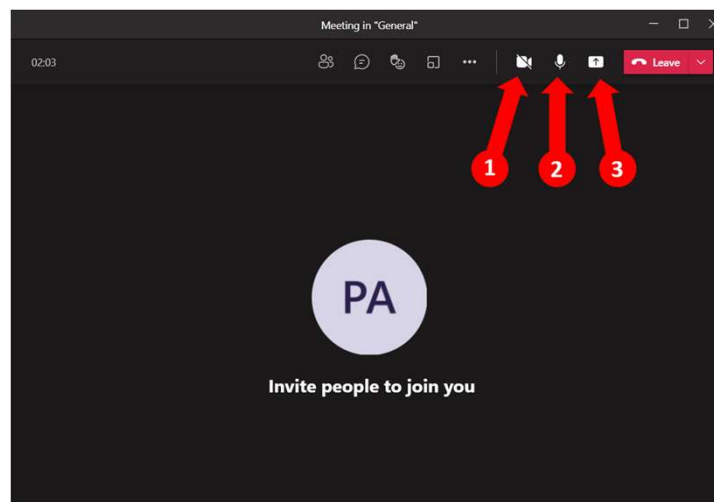 Meeting in "General"
02:03
Leave
1 2 3
PA
Invite people to join you